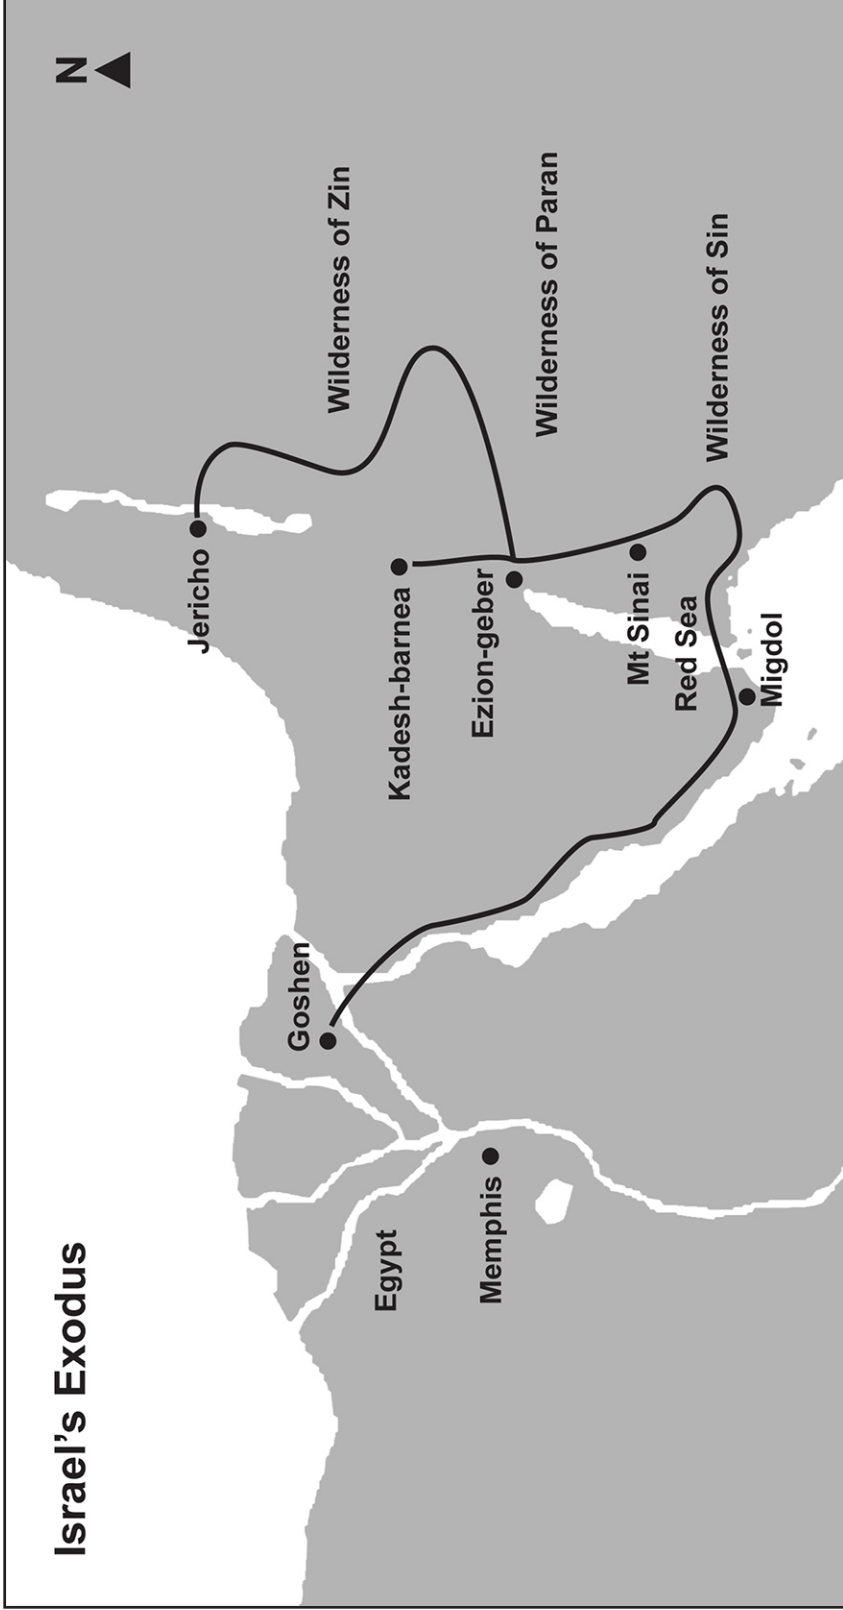 Israel's Exodus
N
Jericho
Wilderness of Zin
Goshen
Kadesh-barnea
Egypt
Ezion-geber
Wilderness of Paran
Memphis
Mt Sinai
Red Sea
Wilderness of Sin
Migdol